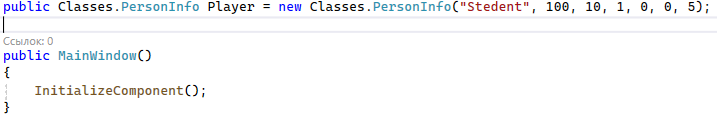 public Classes.PersonInfo Player = new Classes.PersonInfo("Stedent", 100, 10, 1, 0, 0, 5);
Ссылок: 0
public MainWindow()
{
InitializeComponent();
}